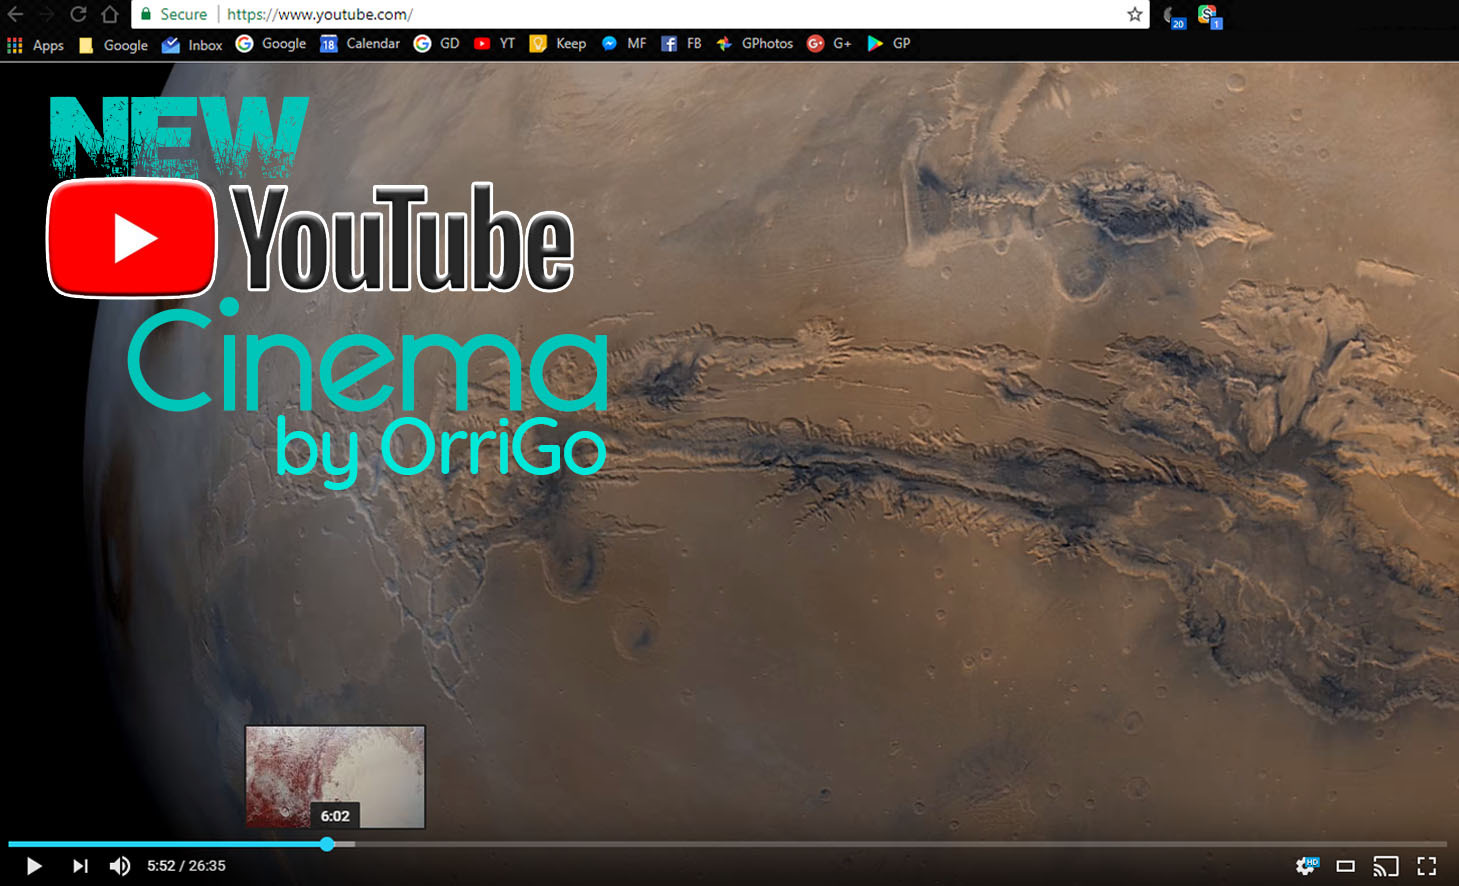 Secure https://www.youtube.com/
20
1
Apps Google Inbox Google 18 Calendar GD YT Keep MF FB GPhotos G+ G+ GP
NEW
YouTube
Cinema
by OrriGo
6:02
5:52 / 26:35 HD